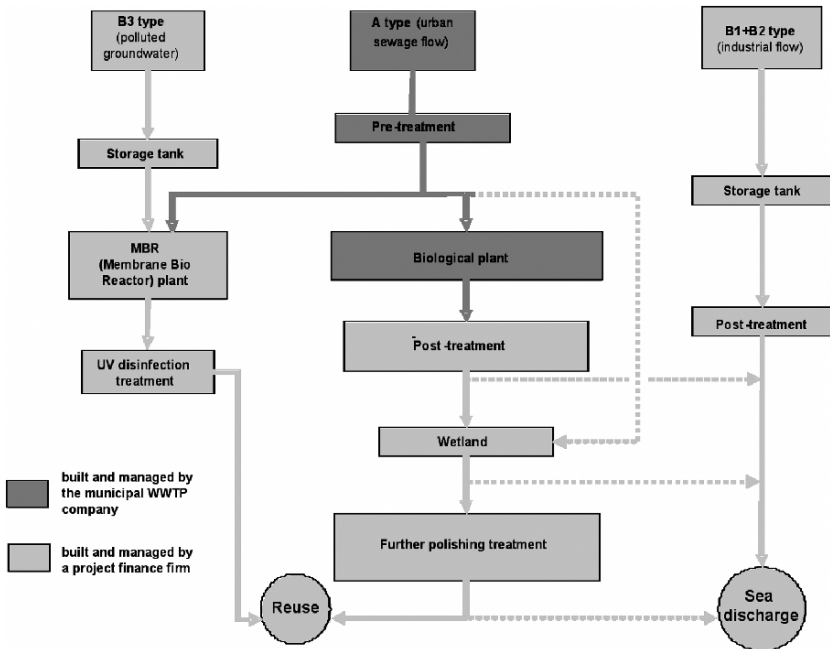 B3 type
(polluted
groundwater)
A type (urban
sewage flow)
B1+B2 type
(industrial flow)
Pre-treatment
Storage tank
Storage tank
MBR
(Membrane Bio
Reactor) plant
Biological plant
Post-treatment
Post -treatment
UV disinfection
treatment
Wetland
built and managed by
the municipal WWTP
company
Further polishing treatment
built and managed by
a project finance firm
Reuse
Sea
discharge